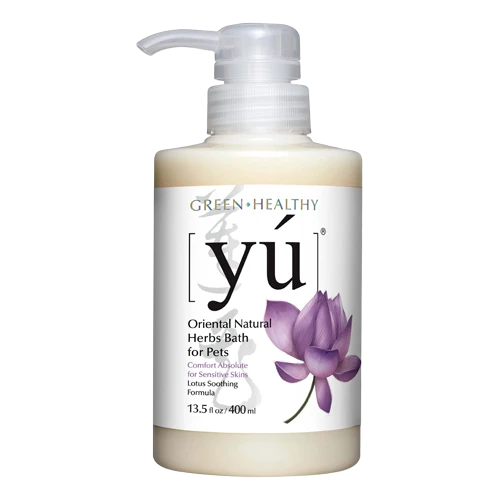 GREEN • HEALTHY
[yú]®
Oriental Natural
Herbs Bath
for Pets
Comfort Absolute
for Sensitive Skins
Lotus Soothing
Formula
13.5 fl oz / 400 ml